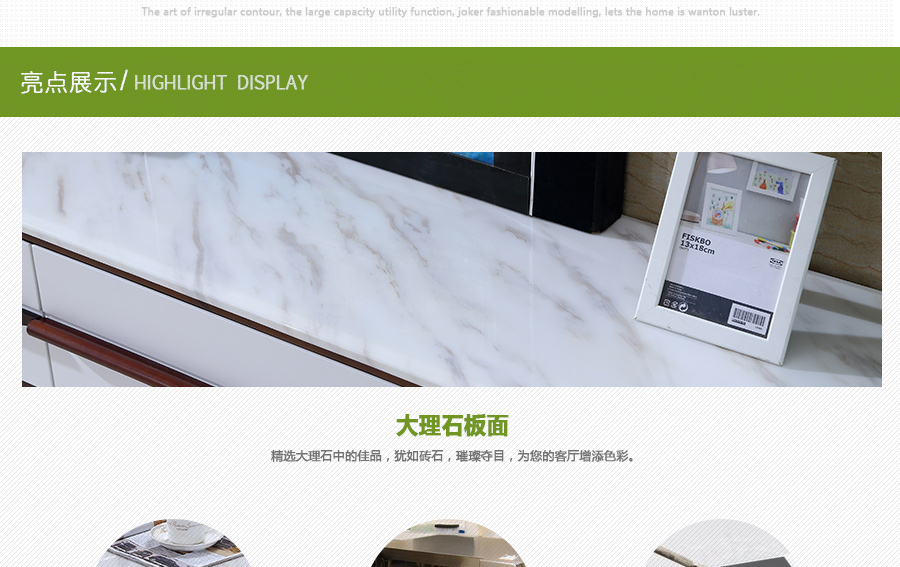 The art of irregular contour, the large capacity utility function, joker fashionable modelling, lets the home is wanton luster.
亮点展示/ HIGHLIGHT DISPLAY
FISKBO
13x18cm
大理石板面
精选大理石中的佳品，犹如砖石，璀璨夺目，为您的客厅增添色彩。